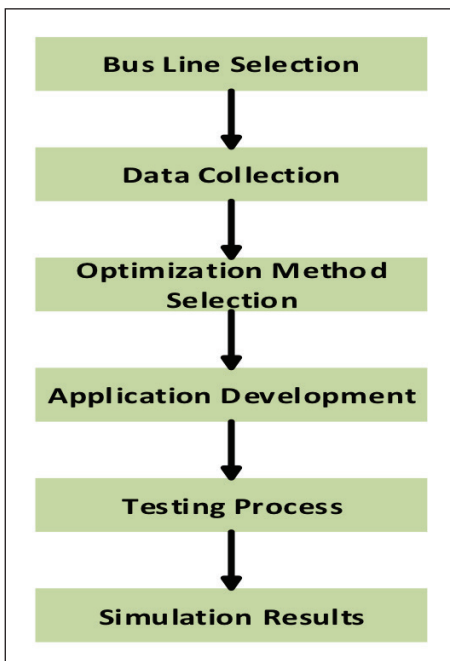 Bus Line Selection
Data Collection
Optimization Method
Selection
Application Development
Testing Process
Simulation Results